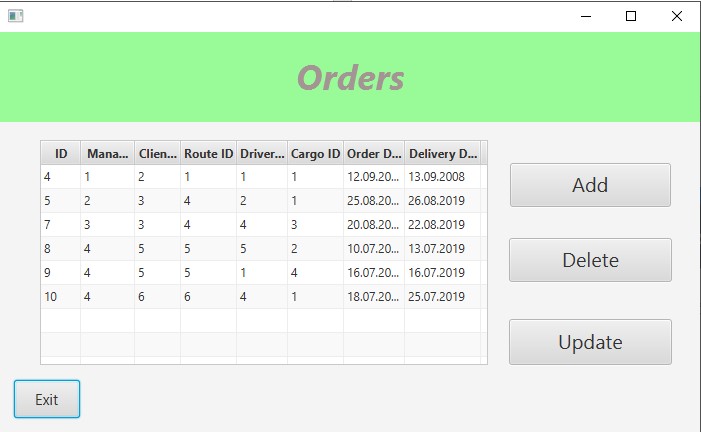 Orders
ID Mana... Clien... Route ID Driver... Cargo ID Order D... Delivery D...
4 1 2 1 1 1 12.09.20... 13.09.2008
5 2 3 4 2 1 25.08.20... 26.08.2019
7 3 3 4 4 3 20.08.20... 22.08.2019
8 4 5 5 5 2 10.07.20... 13.07.2019
9 4 5 5 1 4 16.07.20... 16.07.2019
10 4 6 6 4 1 18.07.20... 25.07.2019
Add
Delete
Update
Exit